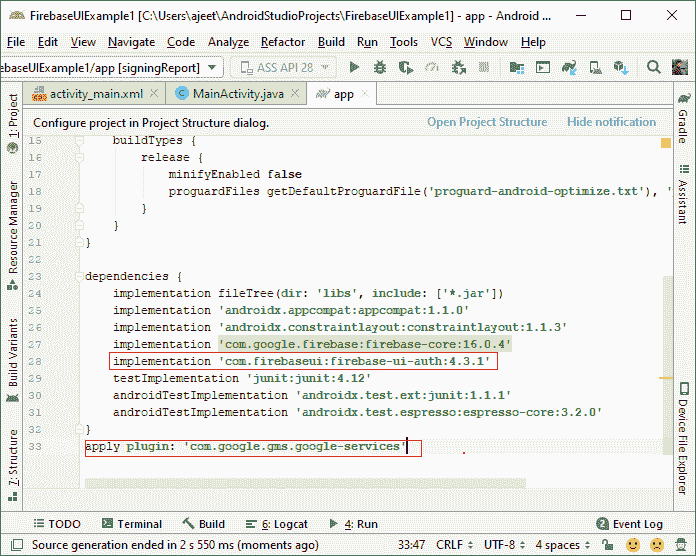 FirebaseUIExample1 [C:\Users\ajeet\AndroidStudioProjects\FirebaseUIExample1] - app - Android ...
File Edit View Navigate Code Analyze Refactor Build Run Tools VCS Window Help
ebaseUIExample1/app [signingReport] ASS API 28
activity_main.xml MainActivity.java app
Configure project in Project Structure dialog. Open Project Structure Hide notification
15 buildTypes {
16 release {
17 minifyEnabled false
18 proguardFiles getDefaultProguardFile('proguard-android-optimize.txt'), '
19 }
20 }
21 }
22
23 dependencies {
24 implementation fileTree(dir: 'libs', include: ['*.jar'])
25 implementation 'androidx.appcompat:appcompat:1.1.0'
26 implementation 'androidx.constraintlayout:constraintlayout:1.1.3'
27 implementation 'com.google.firebase:firebase-core:16.0.4'
28 implementation 'com.firebaseui:firebase-ui-auth:4.3.1'
29 testImplementation 'junit:junit:4.12'
30 androidTestImplementation 'androidx.test.ext:junit:1.1.1'
31 androidTestImplementation 'androidx.test.espresso:espresso-core:3.2.0'
32 }
33 apply plugin: 'com.google.gms.google-services'
1: Project
Resource Manager
Build Variants
7: Structure
Gradle
Assistant
Device File Explorer
TODO Terminal Build 6: Logcat 4: Run 2 Event Log
Source generation ended in 2 s 550 ms (moments ago) 33:47 CRLF UTF-8 4 spaces